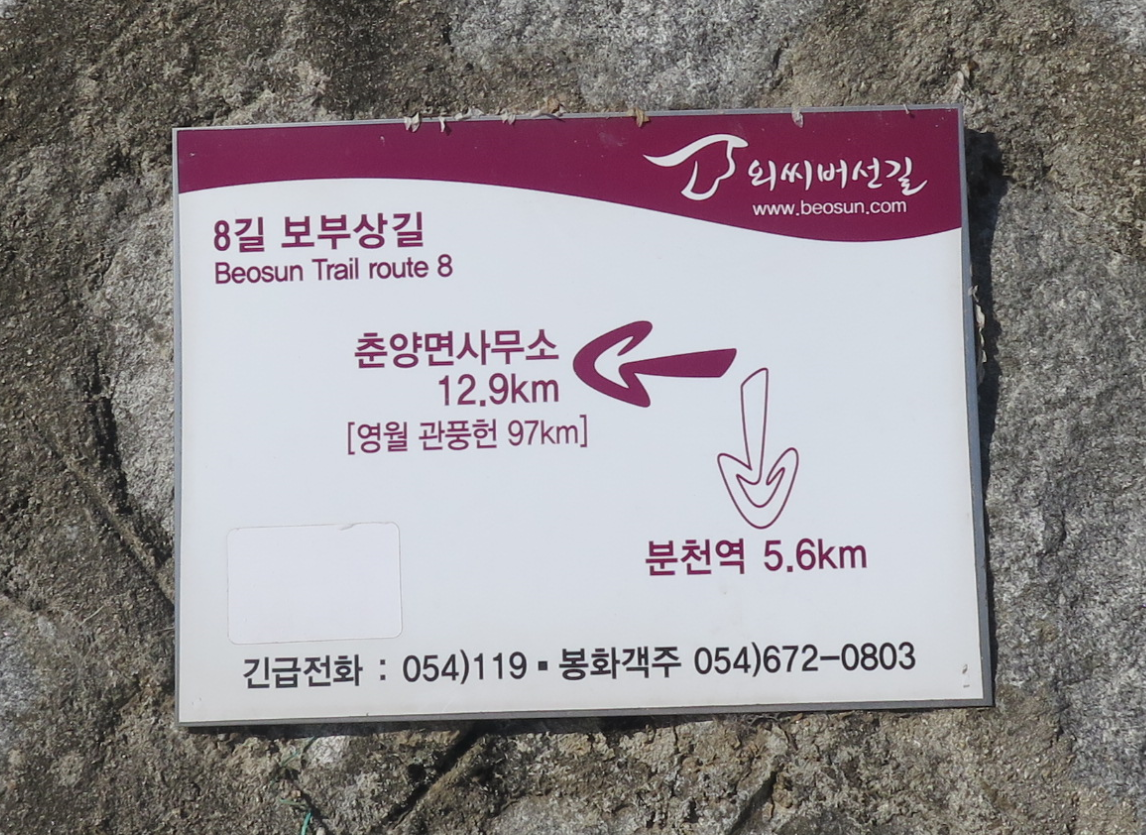 외씨버선길
www.beosun.com
8길 보부상길
Beosun Trail route 8
춘양면사무소
12.9km
[영월 관풍헌 97km]
분천역 5.6km
긴급전화 : 054)119 ▪ 봉화객주 054)672-0803